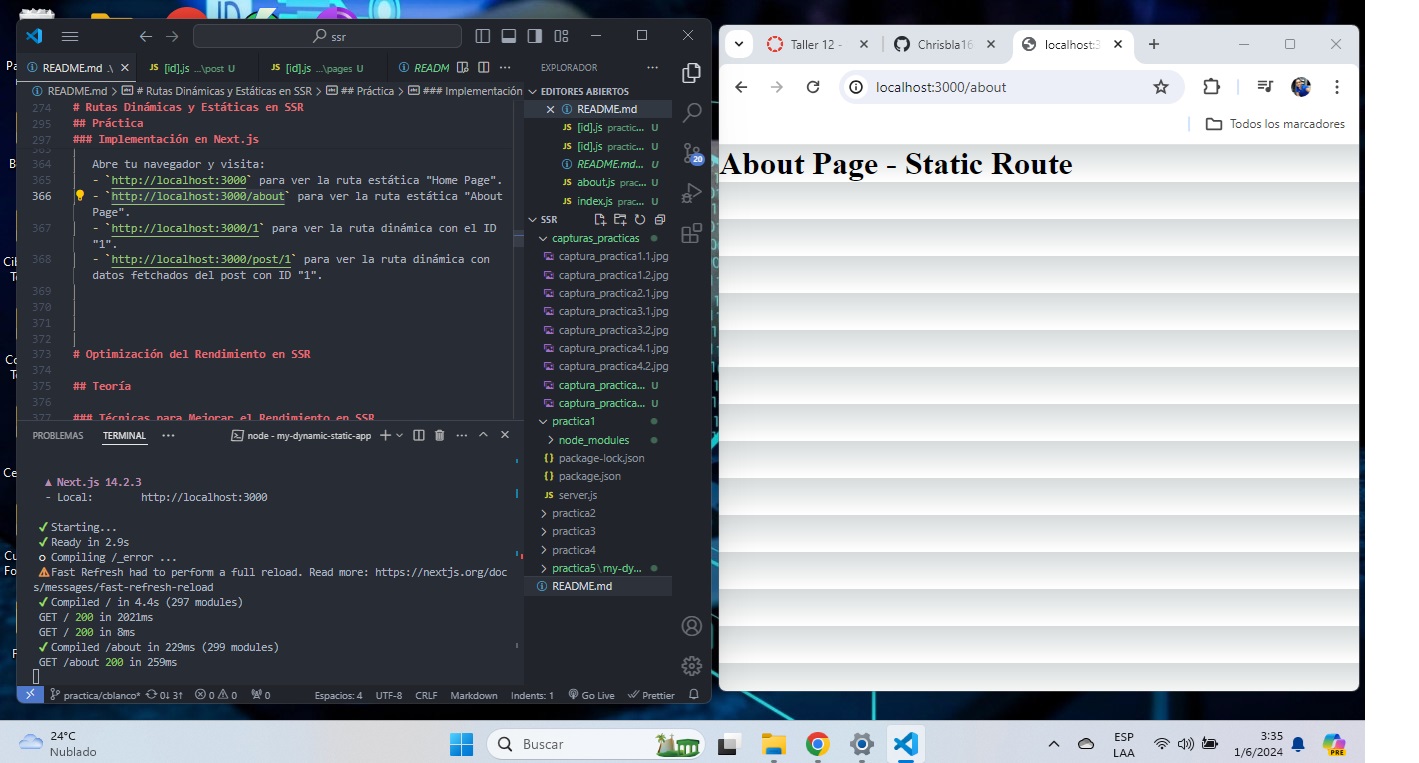 ssr
README.md .\
[id].js ...\post U
[id].js ...\pages U
READM
README.md > # Rutas Dinámicas y Estáticas en SSR > ## Práctica > ### Implementación
274 # Rutas Dinámicas y Estáticas en SSR
295 ## Práctica
297 ### Implementación en Next.js
364 Abre tu navegador y visita:
365 - `http://localhost:3000` para ver la ruta estática "Home Page".
366 - `http://localhost:3000/about` para ver la ruta estática "About
Page".
367 - `http://localhost:3000/1` para ver la ruta dinámica con el ID
"1".
368 - `http://localhost:3000/post/1` para ver la ruta dinámica con
datos fetchados del post con ID "1".
369
370
371
372
373 # Optimización del Rendimiento en SSR
374
375 ## Teoría
376
377 ### Técnicas para Mejorar el Rendimiento en SSR
PROBLEMAS TERMINAL ... node - my-dynamic-static-app
▲ Next.js 14.2.3
- Local: http://localhost:3000
✓ Starting...
✓ Ready in 2.9s
○ Compiling /_error ...
⚠ Fast Refresh had to perform a full reload. Read more: https://nextjs.org/doc
s/messages/fast-refresh-reload
✓ Compiled / in 4.4s (297 modules)
GET / 200 in 2021ms
GET / 200 in 8ms
✓ Compiled /about in 229ms (299 modules)
GET /about 200 in 259ms
EXPLORADOR ...
EDITORES ABIERTOS
README.md
JS [id].js practic... U
JS [id].js practic... U
README.md... U
JS about.js prac... U
JS index.js prac... U
SSR
capturas_practicas
captura_practica1.1.jpg
captura_practica1.2.jpg
captura_practica2.1.jpg
captura_practica3.1.jpg
captura_practica3.2.jpg
captura_practica4.1.jpg
captura_practica4.2.jpg
captura_practica... U
captura_practica... U
practica1
node_modules
{} package-lock.json
{} package.json
JS server.js
practica2
practica3
practica4
practica5\my-dy...
README.md
20
practica/cblanco* 0↓ 3↑ 0 0 0 Espacios: 4 UTF-8 CRLF Markdown Indents: 1 Go Live Prettier
Taller 12 -
Chrisbla16
localhost:3
localhost:3000/about
Todos los marcadores
About Page - Static Route
24°C
Nublado
Buscar
ESP
LAA
3:35
1/6/2024
PRE